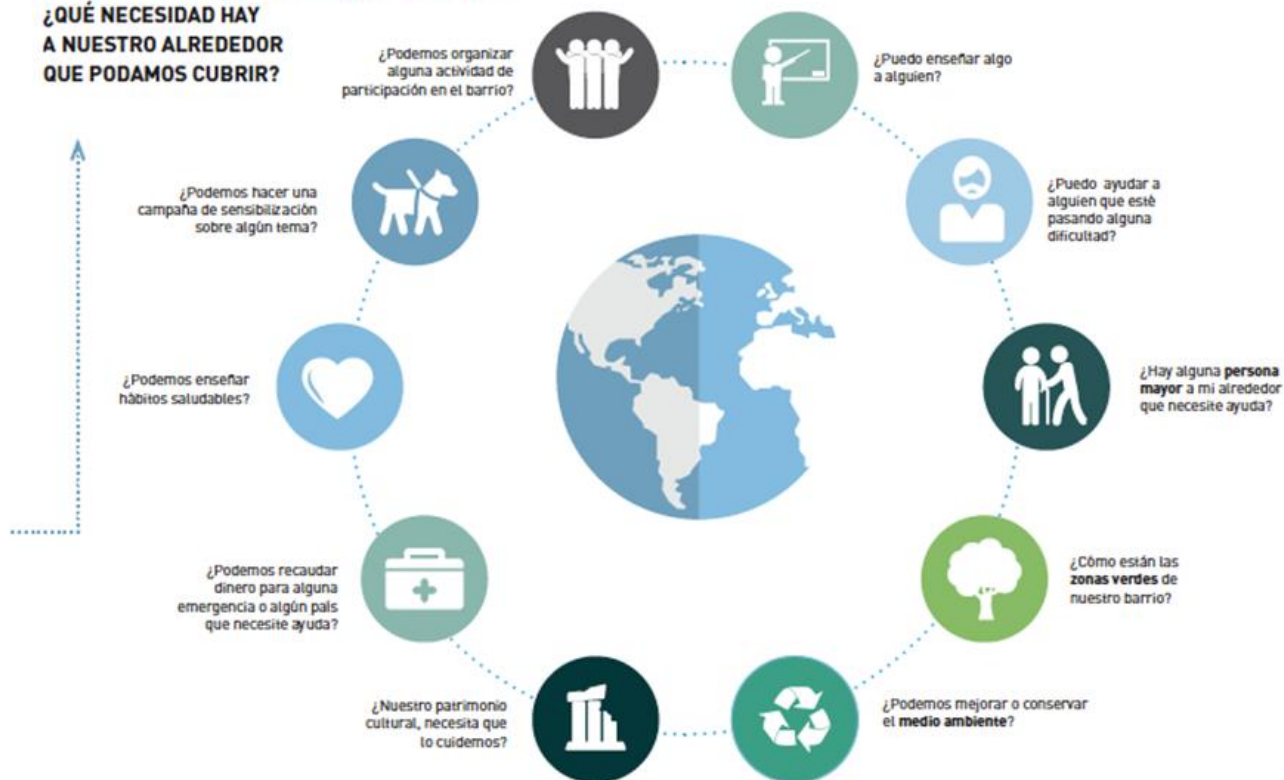 ¿QUÉ NECESIDAD HAY
A NUESTRO ALREDEDOR
QUE PODAMOS CUBRIR?
¿Podemos organizar
alguna actividad de
participación en el barrio?
¿Puedo enseñar algo
a alguien?
¿Puedo ayudar a
alguien que esté
pasando alguna
dificultad?
¿Hay alguna persona
mayor a mi alrededor
que necesite ayuda?
¿Cómo están las
zonas verdes de
nuestro barrio?
¿Podemos mejorar o conservar
el medio ambiente?
¿Nuestro patrimonio
cultural, necesita que
lo cuidemos?
¿Podemos recaudar
dinero para alguna
emergencia o algún país
que necesite ayuda?
¿Podemos enseñar
hábitos saludables?
¿Podemos hacer una
campaña de sensibilización
sobre algún tema?